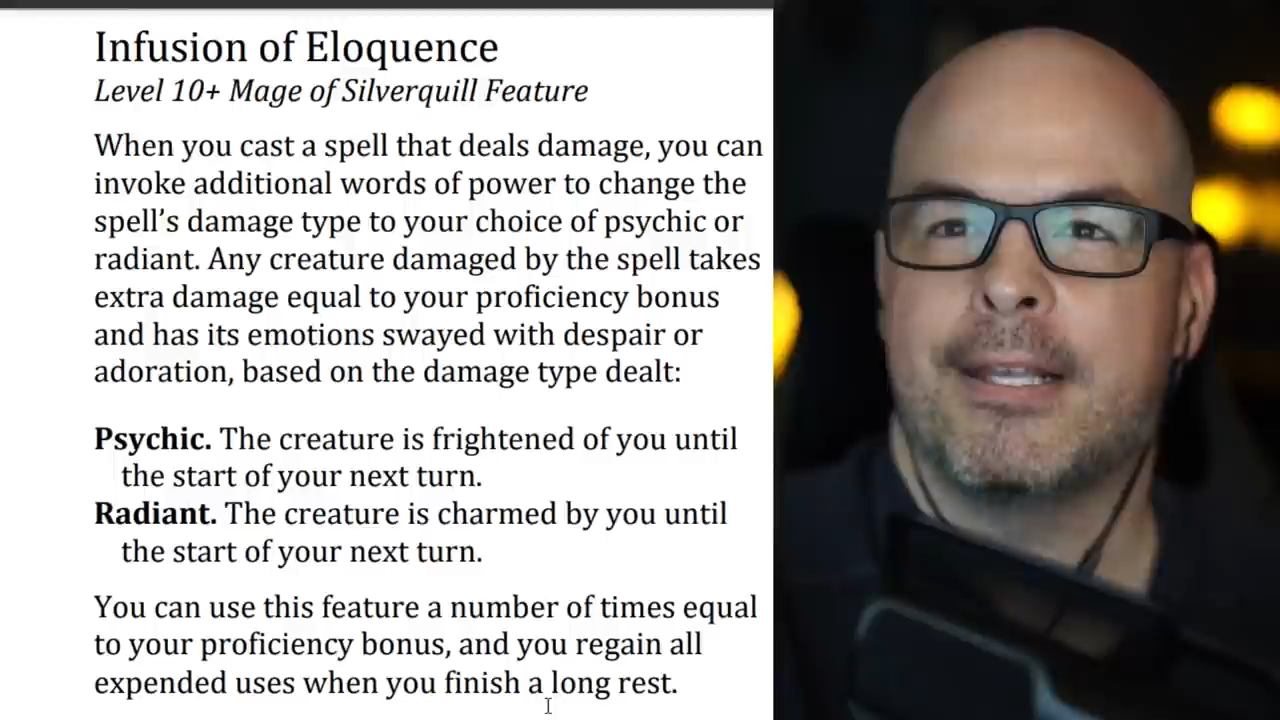 Infusion of Eloquence
Level 10+ Mage of Silverquill Feature
When you cast a spell that deals damage, you can
invoke additional words of power to change the
spell’s damage type to your choice of psychic or
radiant. Any creature damaged by the spell takes
extra damage equal to your proficiency bonus
and has its emotions swayed with despair or
adoration, based on the damage type dealt:
Psychic. The creature is frightened of you until
the start of your next turn.
Radiant. The creature is charmed by you until
the start of your next turn.
You can use this feature a number of times equal
to your proficiency bonus, and you regain all
expended uses when you finish a long rest.